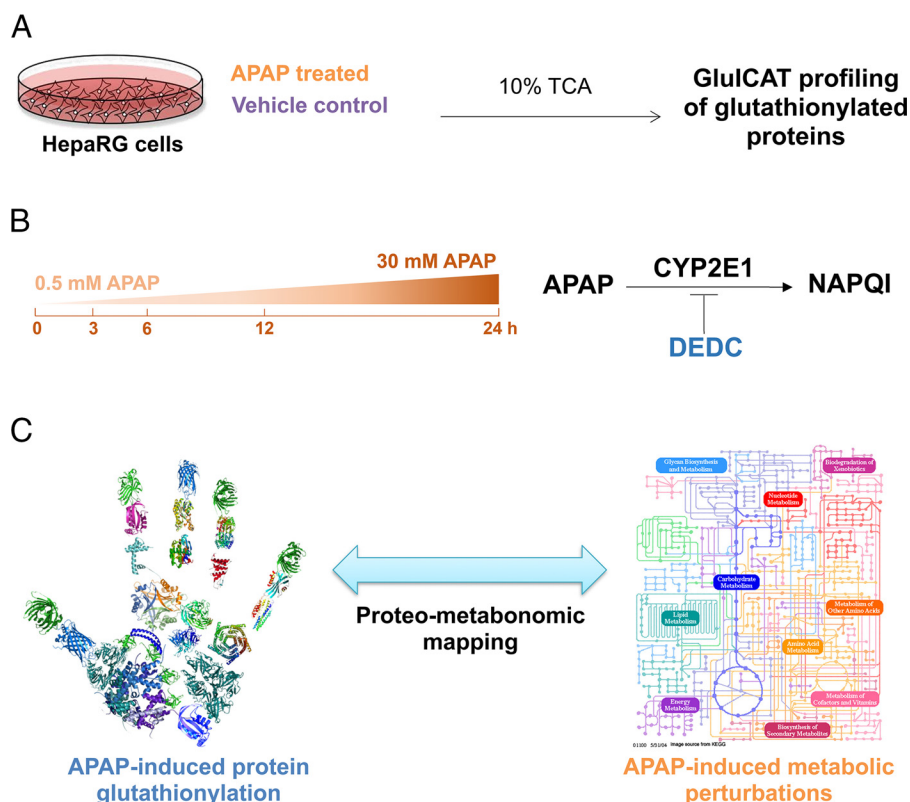 A
APAP treated
Vehicle control
HepaRG cells
10% TCA
GluICAT profiling
of glutathionylated
proteins
B
0.5 mM APAP
30 mM APAP
0 3 6 12 24 h
APAP
CYP2E1
NAPQI
DEDC
C
Glycan Biosynthesis
and Metabolism
Biodegradation of
Xenobiotics
Nucleotide
Metabolism
Carbohydrate
Metabolism
Metabolism of
Other Amino Acids
Lipid
Metabolism
Amino Acid
Metabolism
Metabolism of
Cofactors and Vitamins
Energy
Metabolism
Biosynthesis of
Secondary Metabolites
01100 5/31/04 Image source from KEGG
Proteo-metabonomic
mapping
APAP-induced protein
glutathionylation
APAP-induced metabolic
perturbations